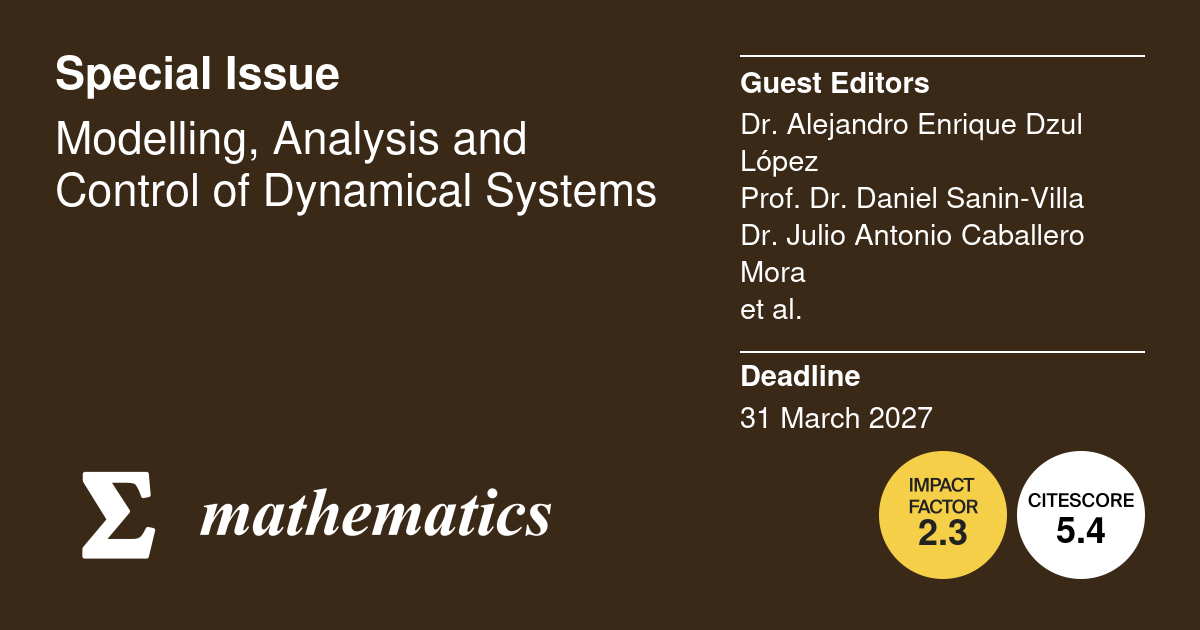 Special Issue
Modelling, Analysis and
Control of Dynamical Systems
Guest Editors
Dr. Alejandro Enrique Dzul
López
Prof. Dr. Daniel Sanin-Villa
Dr. Julio Antonio Caballero
Mora
et al.
Deadline
31 March 2027
Σ mathematics
IMPACT
FACTOR
2.3
CITESCORE
5.4